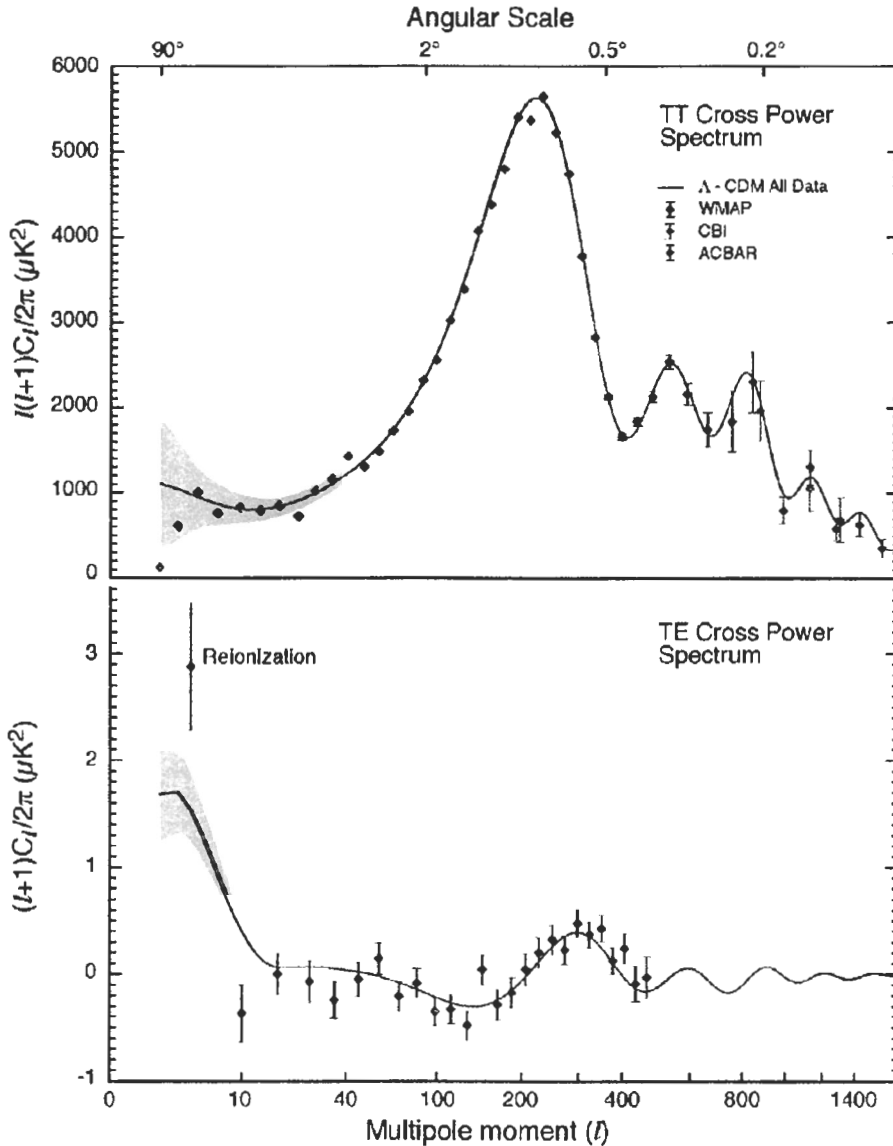 Angular Scale
90° 2° 0.5° 0.2°
6000
5000
4000
3000
2000
1000
0
l(l+1)Cl/2π (μK²)
TT Cross Power
Spectrum
Λ - CDM All Data
WMAP
CBI
ACBAR
3
2
1
0
-1
(l+1)Cl/2π (μK²)
Reionization
TE Cross Power
Spectrum
0 10 40 100 200 400 800 1400
Multipole moment (l)